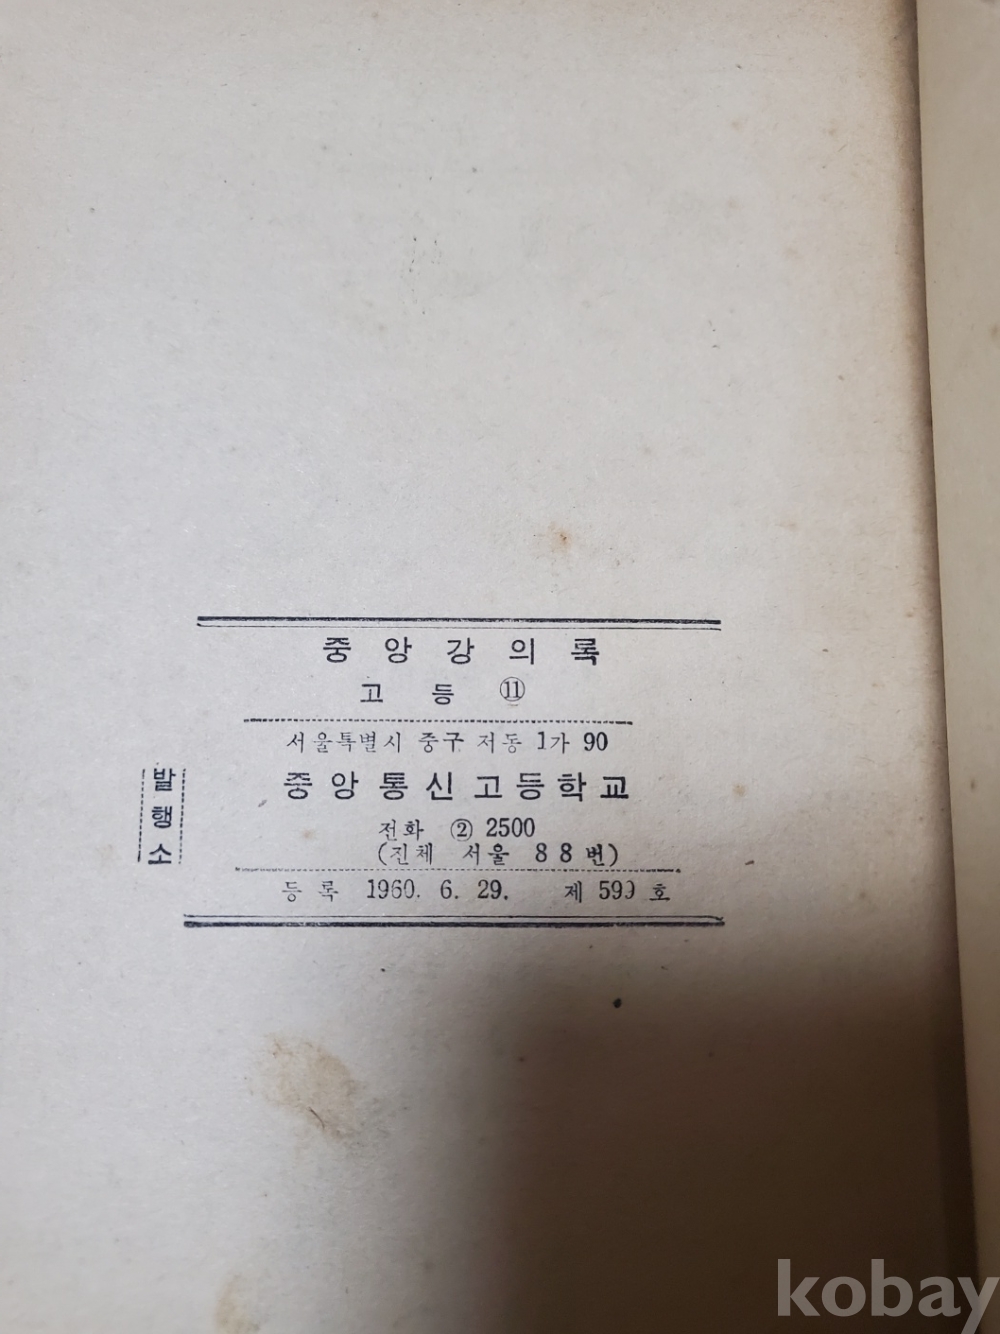 중앙강의록
고등 ⑪
서울특별시 중구 저동 1가 90
발행소
중앙통신고등학교
전화 ② 2500
(진체 서울 88번)
등록 1960. 6. 29. 제 599 호
kobay